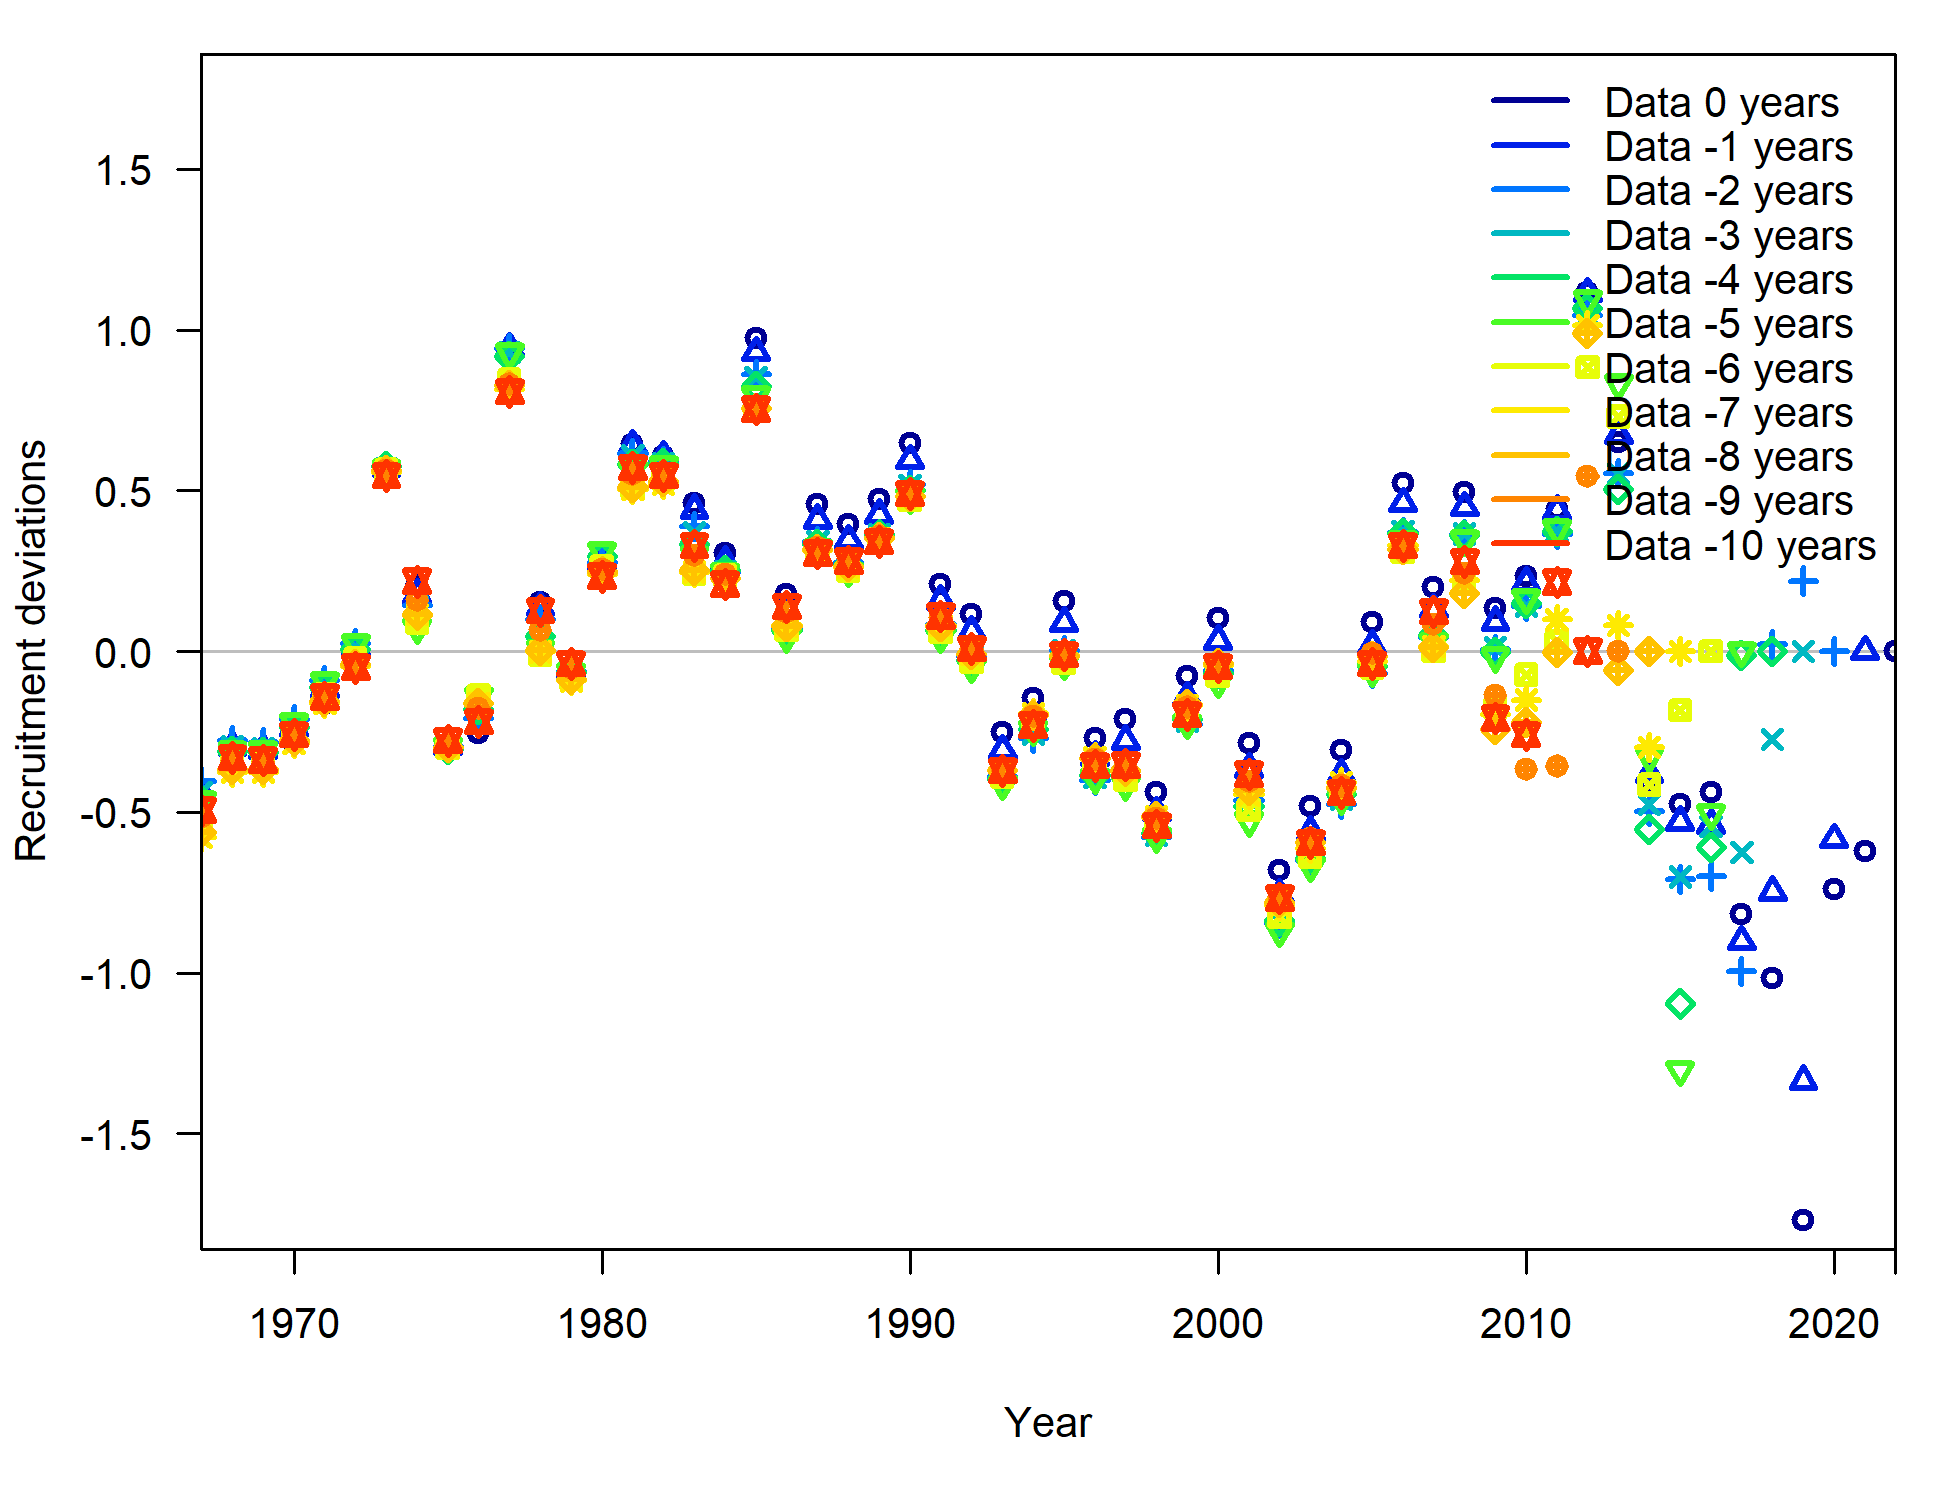 Data 0 years
Data -1 years
Data -2 years
Data -3 years
Data -4 years
Data -5 years
Data -6 years
Data -7 years
Data -8 years
Data -9 years
Data -10 years
1.5
1.0
0.5
0.0
-0.5
-1.0
-1.5
Recruitment deviations
1970 1980 1990 2000 2010 2020
Year